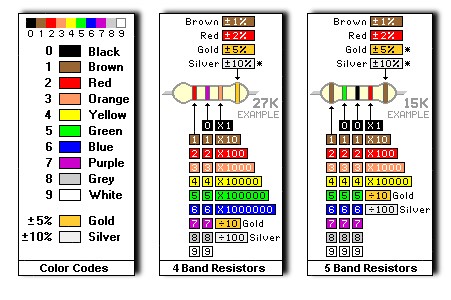 0 1 2 3 4 5 6 7 8 9
0 Black
1 Brown
2 Red
3 Orange
4 Yellow
5 Green
6 Blue
7 Purple
8 Grey
9 White
±5% Gold
±10% Silver
Color Codes
Brown ±1%
Red ±2%
Gold ±5%
Silver ±10% *
27K
EXAMPLE
0 X1
1 1 X10
2 2 X100
3 3 X1000
4 4 X10000
5 5 X100000
6 6 X1000000
7 7 ÷10 Gold
8 8 ÷100 Silver
9 9
4 Band Resistors
Brown ±1%
Red ±2%
Gold ±5% *
Silver ±10% *
15K
EXAMPLE
0 0 X1
1 1 1 X10
2 2 2 X100
3 3 3 X1000
4 4 4 X10000
5 5 5 ÷10 Gold
6 6 6 ÷100 Silver
7 7 7
8 8 8
9 9 9
5 Band Resistors